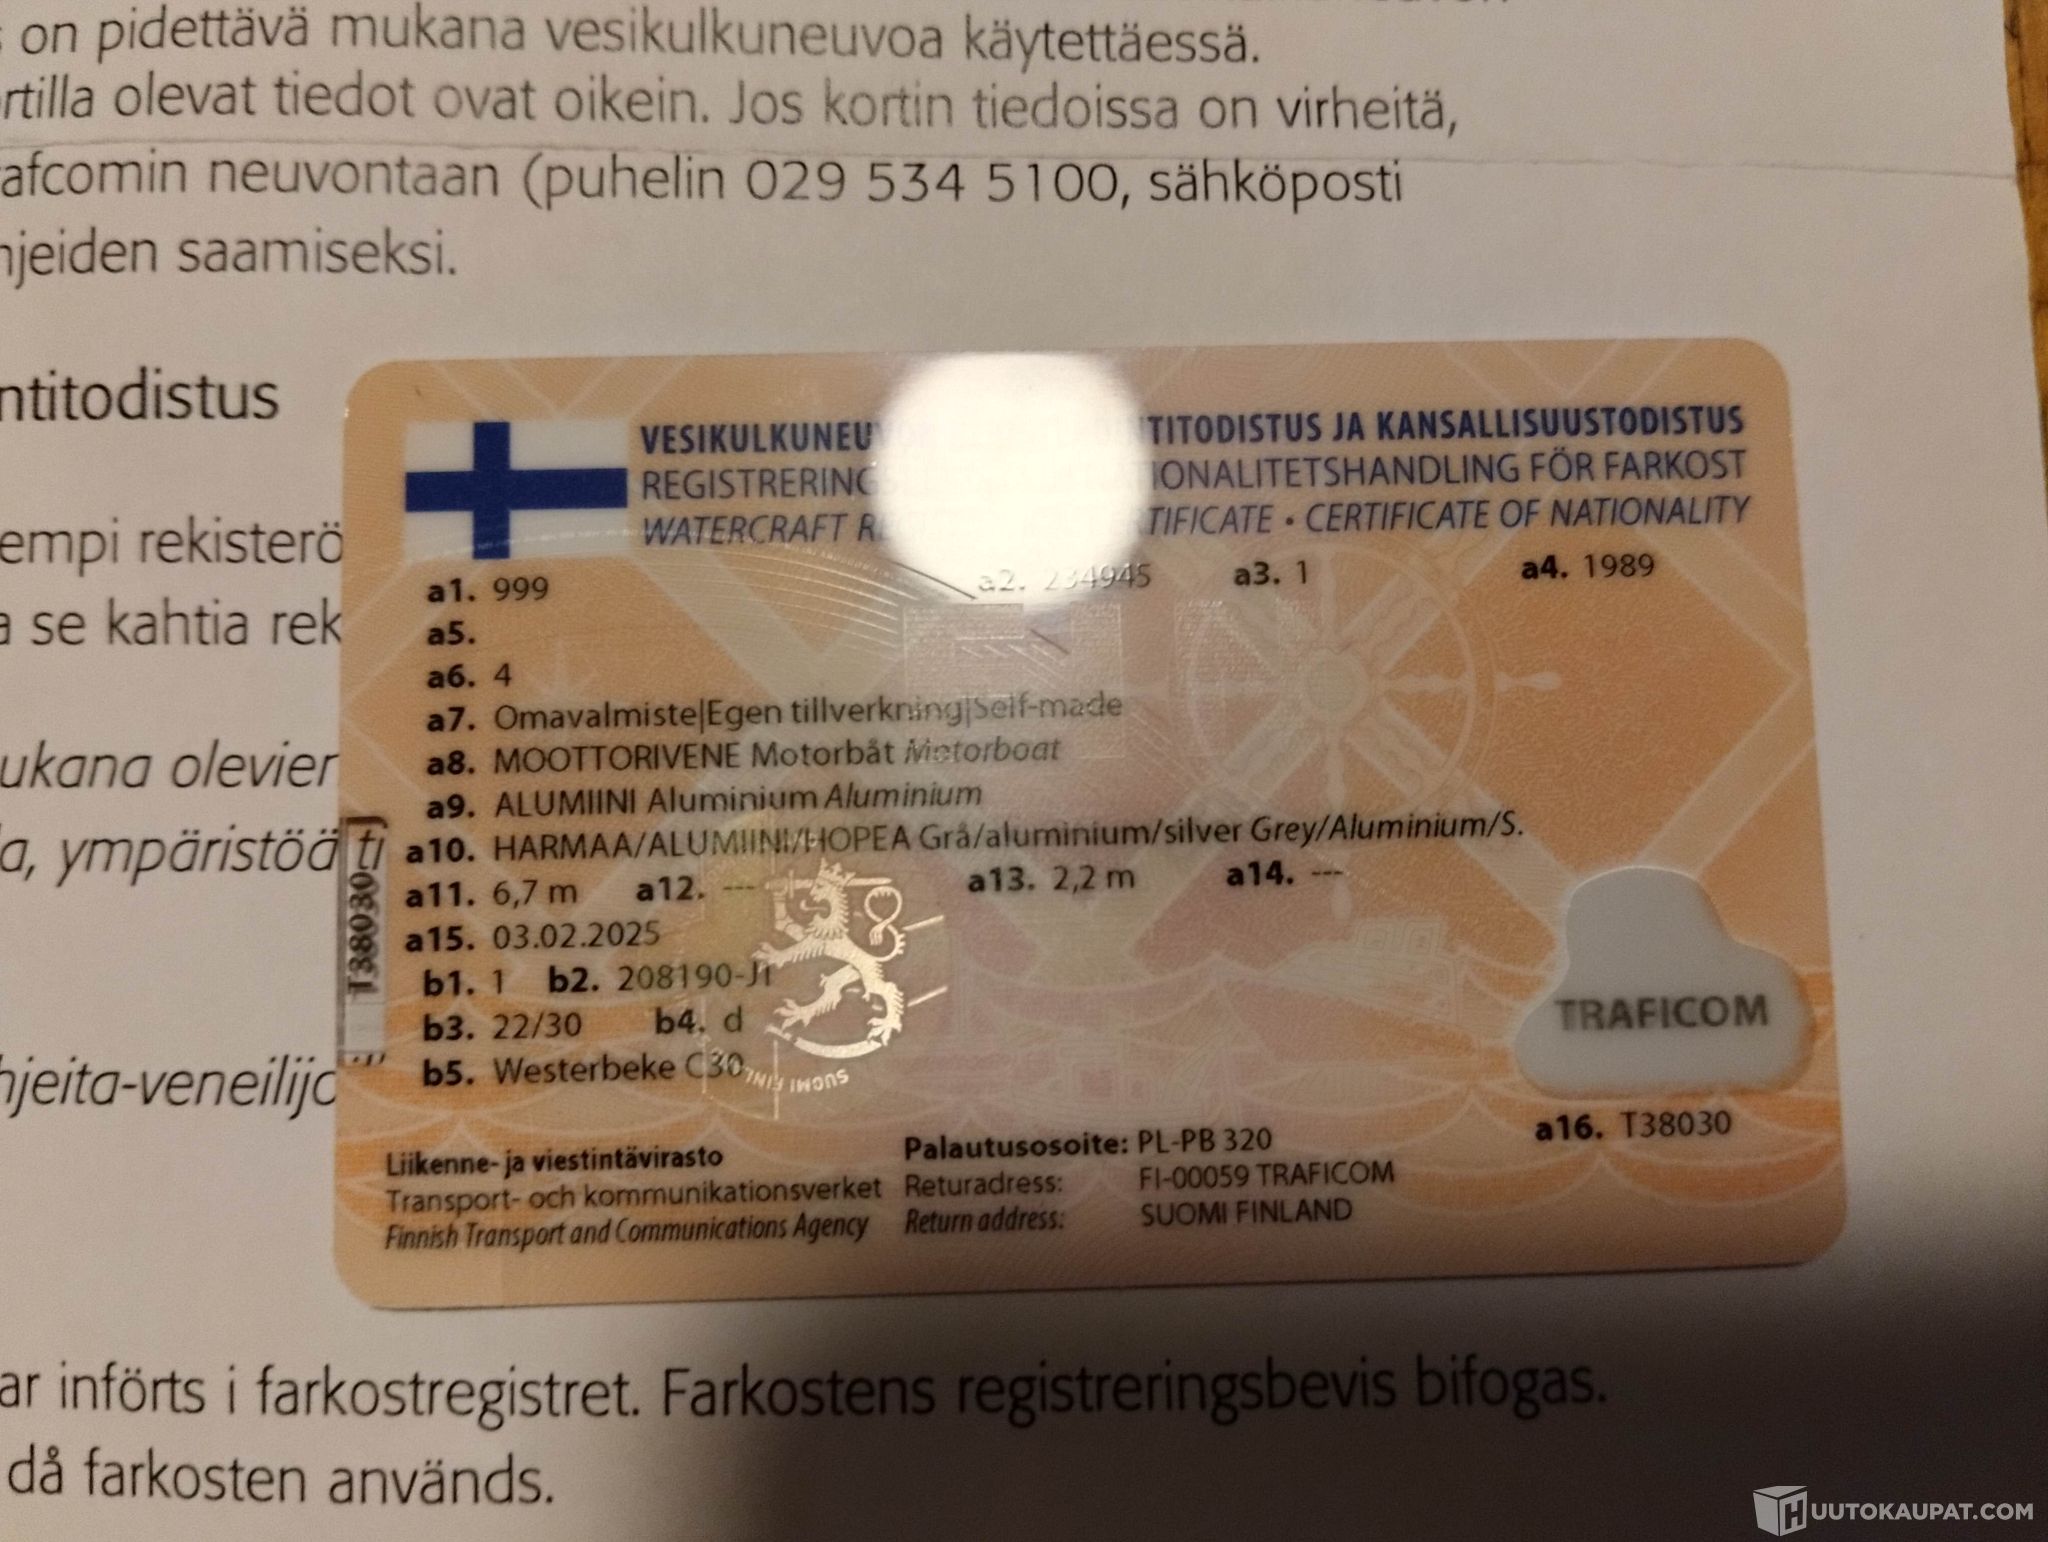 on pidettävä mukana vesikulkuneuvoa käytettäessä.
rtilla olevat tiedot ovat oikein. Jos kortin tiedoissa on virheitä,
afcomin neuvontaan (puhelin 029 534 5100, sähköposti
njeiden saamiseksi.
ntitodistus
empi rekisterö
a se kahtia rek
ukana olevier
a, ympäristöä ti
hjeita-veneilijo
VESIKULKUNEUV TITODISTUS JA KANSALLISUUSTODISTUS
REGISTRERING IONALITETSHANDLING FÖR FARKOST
WATERCRAFT RE TIFICATE • CERTIFICATE OF NATIONALITY
a1. 999 a2. 234945 a3. 1 a4. 1989
a5.
a6. 4
a7. Omavalmiste|Egen tillverkning|Self-made
a8. MOOTTORIVENE Motorbåt Motorboat
a9. ALUMIINI Aluminium Aluminium
a10. HARMAA/ALUMIINI/HOPEA Grå/aluminium/silver Grey/Aluminium/S.
a11. 6,7 m a12. --- a13. 2,2 m a14. ---
a15. 03.02.2025
b1. 1 b2. 208190-J1
b3. 22/30 b4. d
b5. Westerbeke C30
T38030
SUOMI FINL
TRAFICOM
a16. T38030
Liikenne- ja viestintävirasto
Transport- och kommunikationsverket
Finnish Transport and Communications Agency
Palautusosoite: PL-PB 320
Returadress: FI-00059 TRAFICOM
Return address: SUOMI FINLAND
ar införts i farkostregistret. Farkostens registreringsbevis bifogas.
då farkosten används.
HUUTOKAUPAT.COM